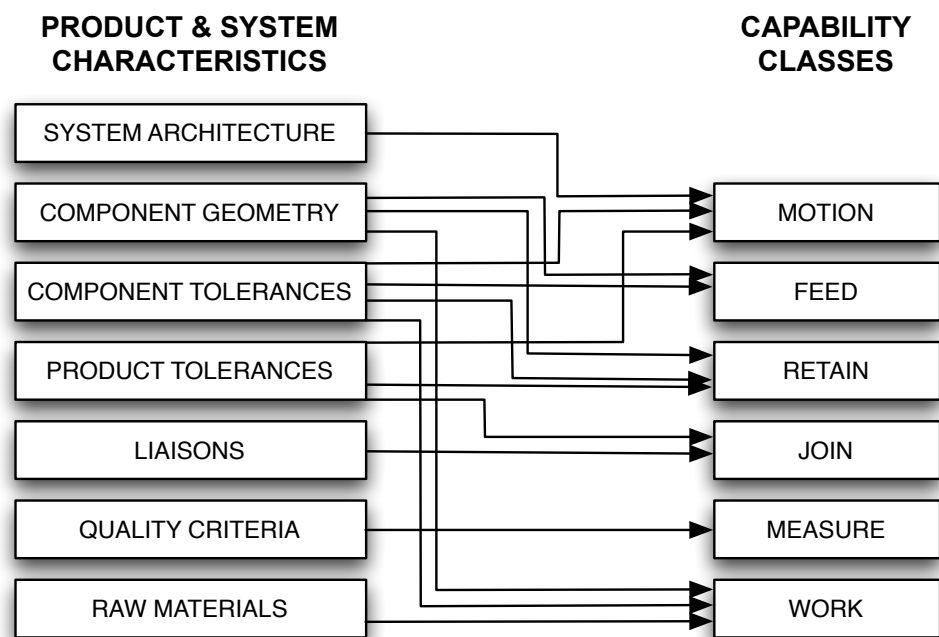 PRODUCT & SYSTEM
CHARACTERISTICS
SYSTEM ARCHITECTURE
COMPONENT GEOMETRY
COMPONENT TOLERANCES
PRODUCT TOLERANCES
LIAISONS
QUALITY CRITERIA
RAW MATERIALS
CAPABILITY
CLASSES
MOTION
FEED
RETAIN
JOIN
MEASURE
WORK